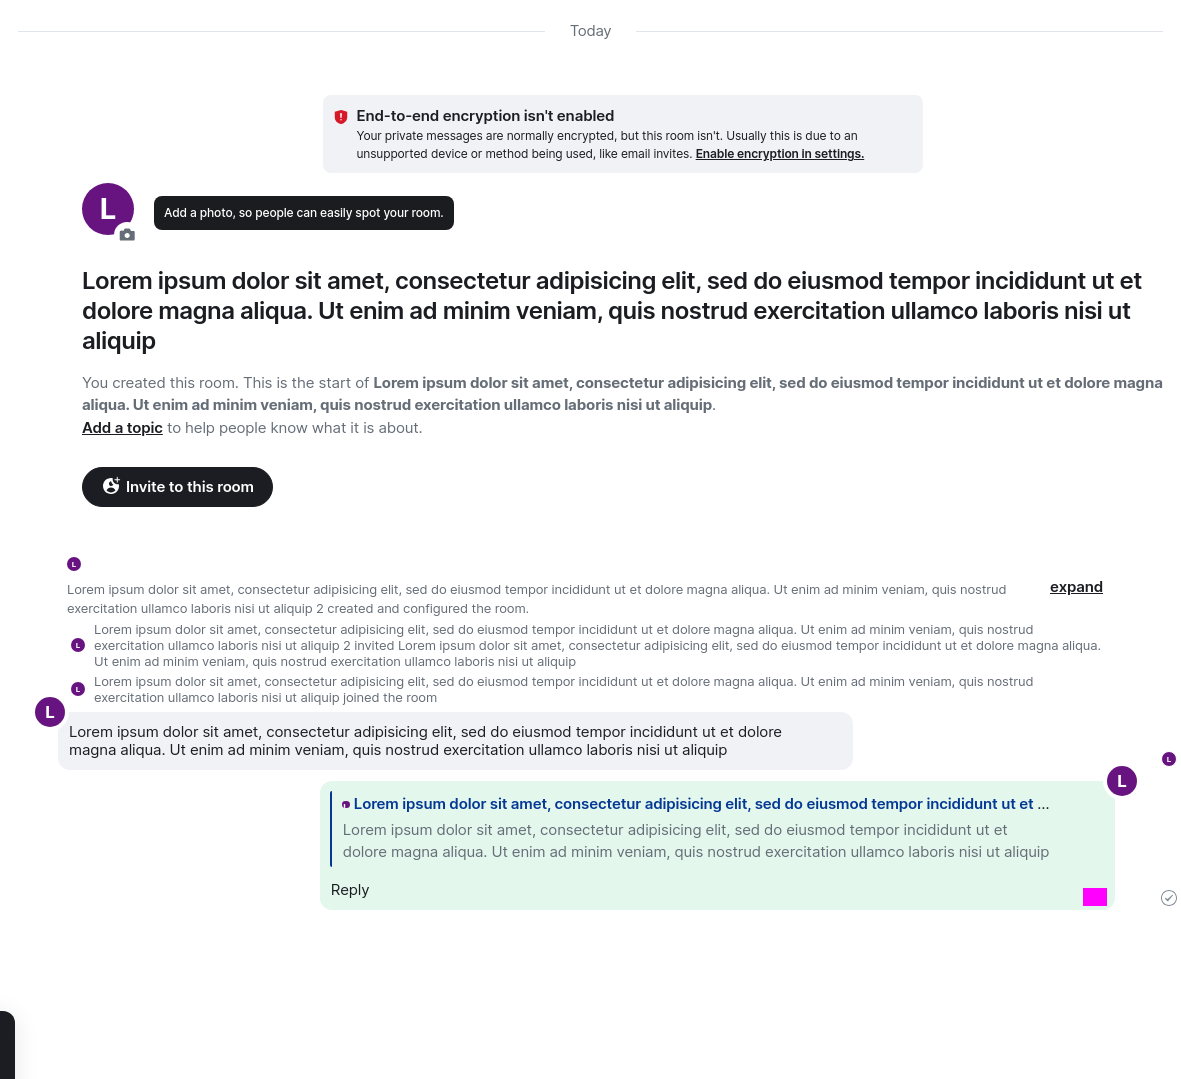 Today
End-to-end encryption isn't enabled
Your private messages are normally encrypted, but this room isn't. Usually this is due to an
unsupported device or method being used, like email invites. Enable encryption in settings.
L
Add a photo, so people can easily spot your room.
Lorem ipsum dolor sit amet, consectetur adipisicing elit, sed do eiusmod tempor incididunt ut et
dolore magna aliqua. Ut enim ad minim veniam, quis nostrud exercitation ullamco laboris nisi ut
aliquip
You created this room. This is the start of Lorem ipsum dolor sit amet, consectetur adipisicing elit, sed do eiusmod tempor incididunt ut et dolore magna
aliqua. Ut enim ad minim veniam, quis nostrud exercitation ullamco laboris nisi ut aliquip.
Add a topic to help people know what it is about.
Invite to this room
L
Lorem ipsum dolor sit amet, consectetur adipisicing elit, sed do eiusmod tempor incididunt ut et dolore magna aliqua. Ut enim ad minim veniam, quis nostrud
exercitation ullamco laboris nisi ut aliquip 2 created and configured the room.
expand
L
Lorem ipsum dolor sit amet, consectetur adipisicing elit, sed do eiusmod tempor incididunt ut et dolore magna aliqua. Ut enim ad minim veniam, quis nostrud
exercitation ullamco laboris nisi ut aliquip 2 invited Lorem ipsum dolor sit amet, consectetur adipisicing elit, sed do eiusmod tempor incididunt ut et dolore magna aliqua.
Ut enim ad minim veniam, quis nostrud exercitation ullamco laboris nisi ut aliquip
L
Lorem ipsum dolor sit amet, consectetur adipisicing elit, sed do eiusmod tempor incididunt ut et dolore magna aliqua. Ut enim ad minim veniam, quis nostrud
exercitation ullamco laboris nisi ut aliquip joined the room
L
Lorem ipsum dolor sit amet, consectetur adipisicing elit, sed do eiusmod tempor incididunt ut et dolore
magna aliqua. Ut enim ad minim veniam, quis nostrud exercitation ullamco laboris nisi ut aliquip
L
L
Lorem ipsum dolor sit amet, consectetur adipisicing elit, sed do eiusmod tempor incididunt ut et ...
Lorem ipsum dolor sit amet, consectetur adipisicing elit, sed do eiusmod tempor incididunt ut et
dolore magna aliqua. Ut enim ad minim veniam, quis nostrud exercitation ullamco laboris nisi ut aliquip
Reply